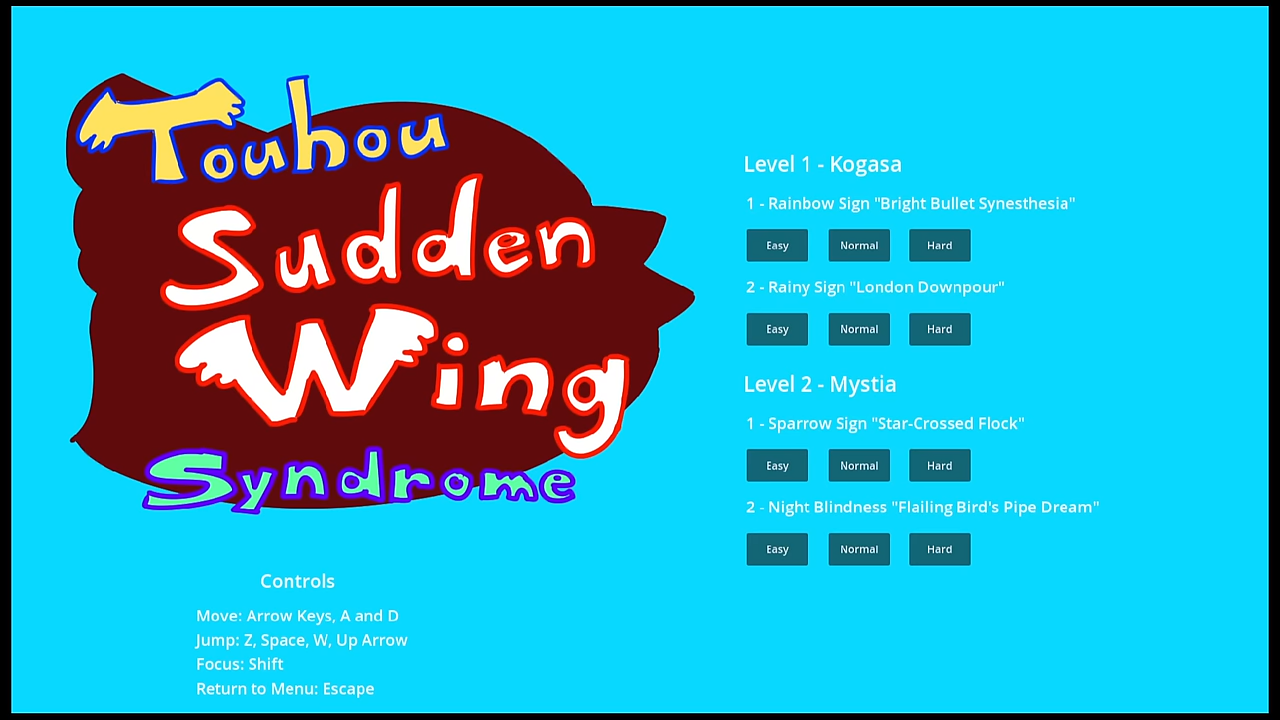 Touhou
Sudden
Wing
Syndrome
Controls
Move: Arrow Keys, A and D
Jump: Z, Space, W, Up Arrow
Focus: Shift
Return to Menu: Escape
Level 1 - Kogasa
1 - Rainbow Sign "Bright Bullet Synesthesia"
Easy Normal Hard
2 - Rainy Sign "London Downpour"
Easy Normal Hard
Level 2 - Mystia
1 - Sparrow Sign "Star-Crossed Flock"
Easy Normal Hard
2 - Night Blindness "Flailing Bird's Pipe Dream"
Easy Normal Hard